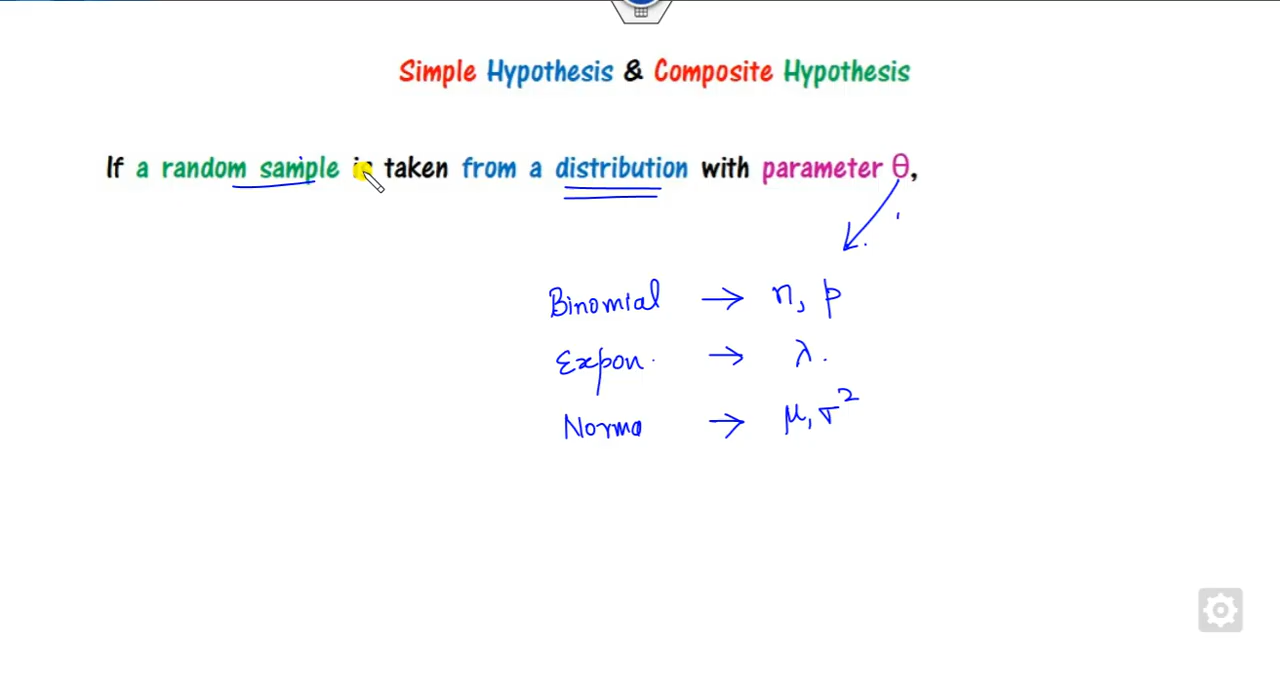 Simple Hypothesis & Composite Hypothesis
If a random sample is taken from a distribution with parameter θ,
Binomial → n, p
Expon. → λ.
Norma → μ, σ²